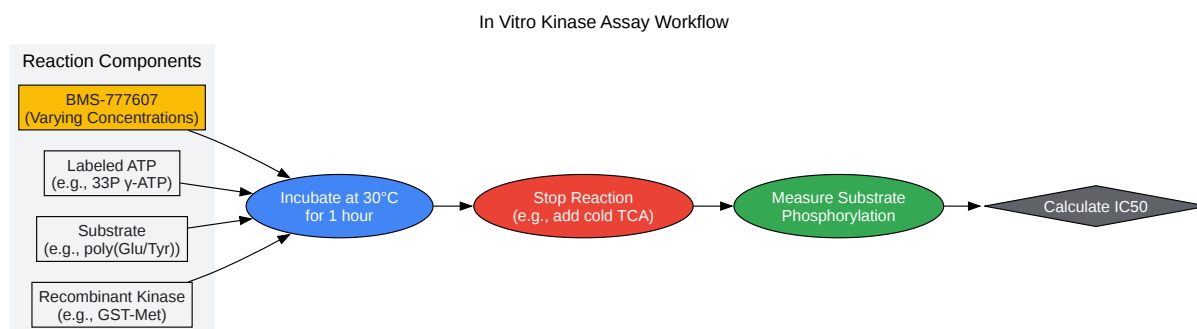 In Vitro Kinase Assay Workflow
Reaction Components
BMS-777607
(Varying Concentrations)
Labeled ATP
(e.g., 33P γ-ATP)
Substrate
(e.g., poly(Glu/Tyr))
Recombinant Kinase
(e.g., GST-Met)
Incubate at 30°C
for 1 hour
Stop Reaction
(e.g., add cold TCA)
Measure Substrate
Phosphorylation
Calculate IC50